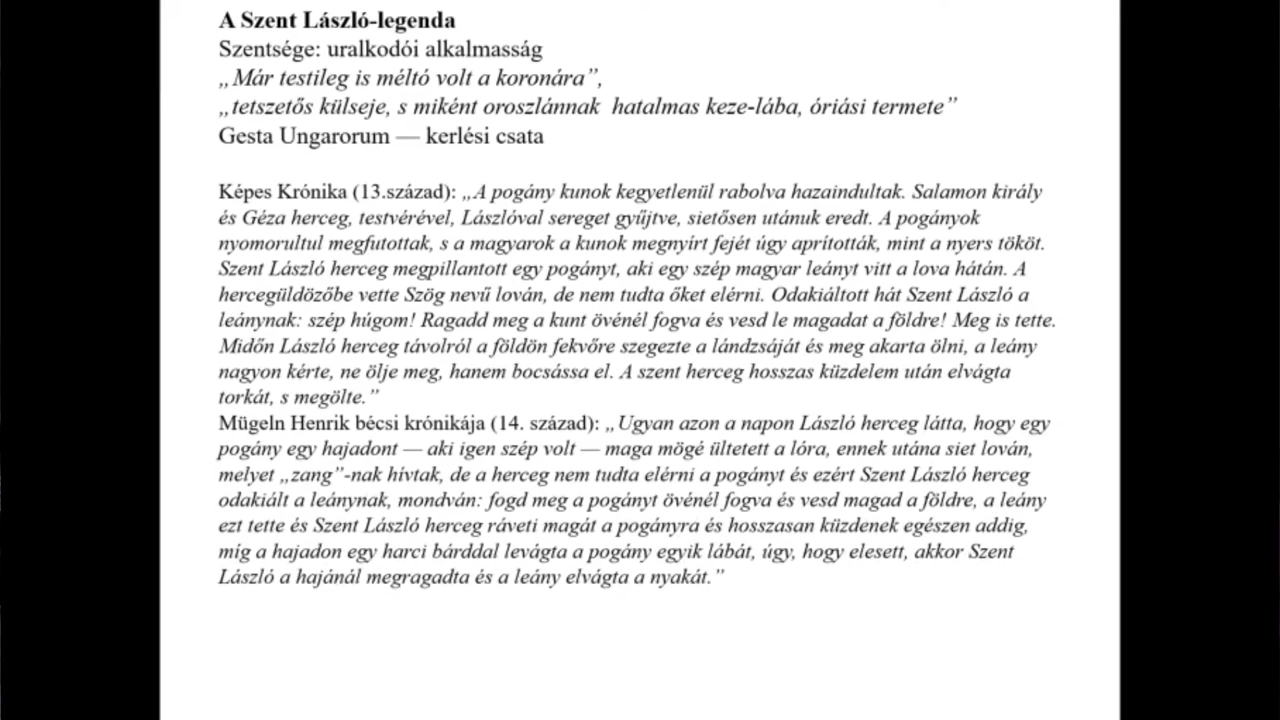 A Szent László-legenda
Szentsége: uralkodói alkalmasság
„Már testileg is méltó volt a koronára”,
„tetszetős külseje, s miként oroszlánnak hatalmas keze-lába, óriási termete”
Gesta Ungarorum — kerlési csata
Képes Krónika (13.század): „A pogány kunok kegyetlenül rabolva hazaindultak. Salamon király
és Géza herceg, testvérével, Lászlóval sereget gyűjtve, sietősen utánuk eredt. A pogányok
nyomorultul megfutottak, s a magyarok a kunok megnyírt fejét úgy aprították, mint a nyers tököt.
Szent László herceg megpillantott egy pogányt, aki egy szép magyar leányt vitt a lova hátán. A
hercegüldözőbe vette Szög nevű lován, de nem tudta őket elérni. Odakiáltott hát Szent László a
leánynak: szép húgom! Ragadd meg a kunt övénél fogva és vesd le magadat a földre! Meg is tette.
Midőn László herceg távolról a földön fekvőre szegezte a lándzsáját és meg akarta ölni, a leány
nagyon kérte, ne ölje meg, hanem bocsássa el. A szent herceg hosszas küzdelem után elvágta
torkát, s megölte.”
Mügeln Henrik bécsi krónikája (14. század): „Ugyan azon a napon László herceg látta, hogy egy
pogány egy hajadont — aki igen szép volt — maga mögé ültetett a lóra, ennek utána siet lován,
melyet „zang”-nak hívtak, de a herceg nem tudta elérni a pogányt és ezért Szent László herceg
odakiált a leánynak, mondván: fogd meg a pogányt övénél fogva és vesd magad a földre, a leány
ezt tette és Szent László herceg ráveti magát a pogányra és hosszasan küzdenek egészen addig,
míg a hajadon egy harci bárddal levágta a pogány egyik lábát, úgy, hogy elesett, akkor Szent
László a hajánál megragadta és a leány elvágta a nyakát.”